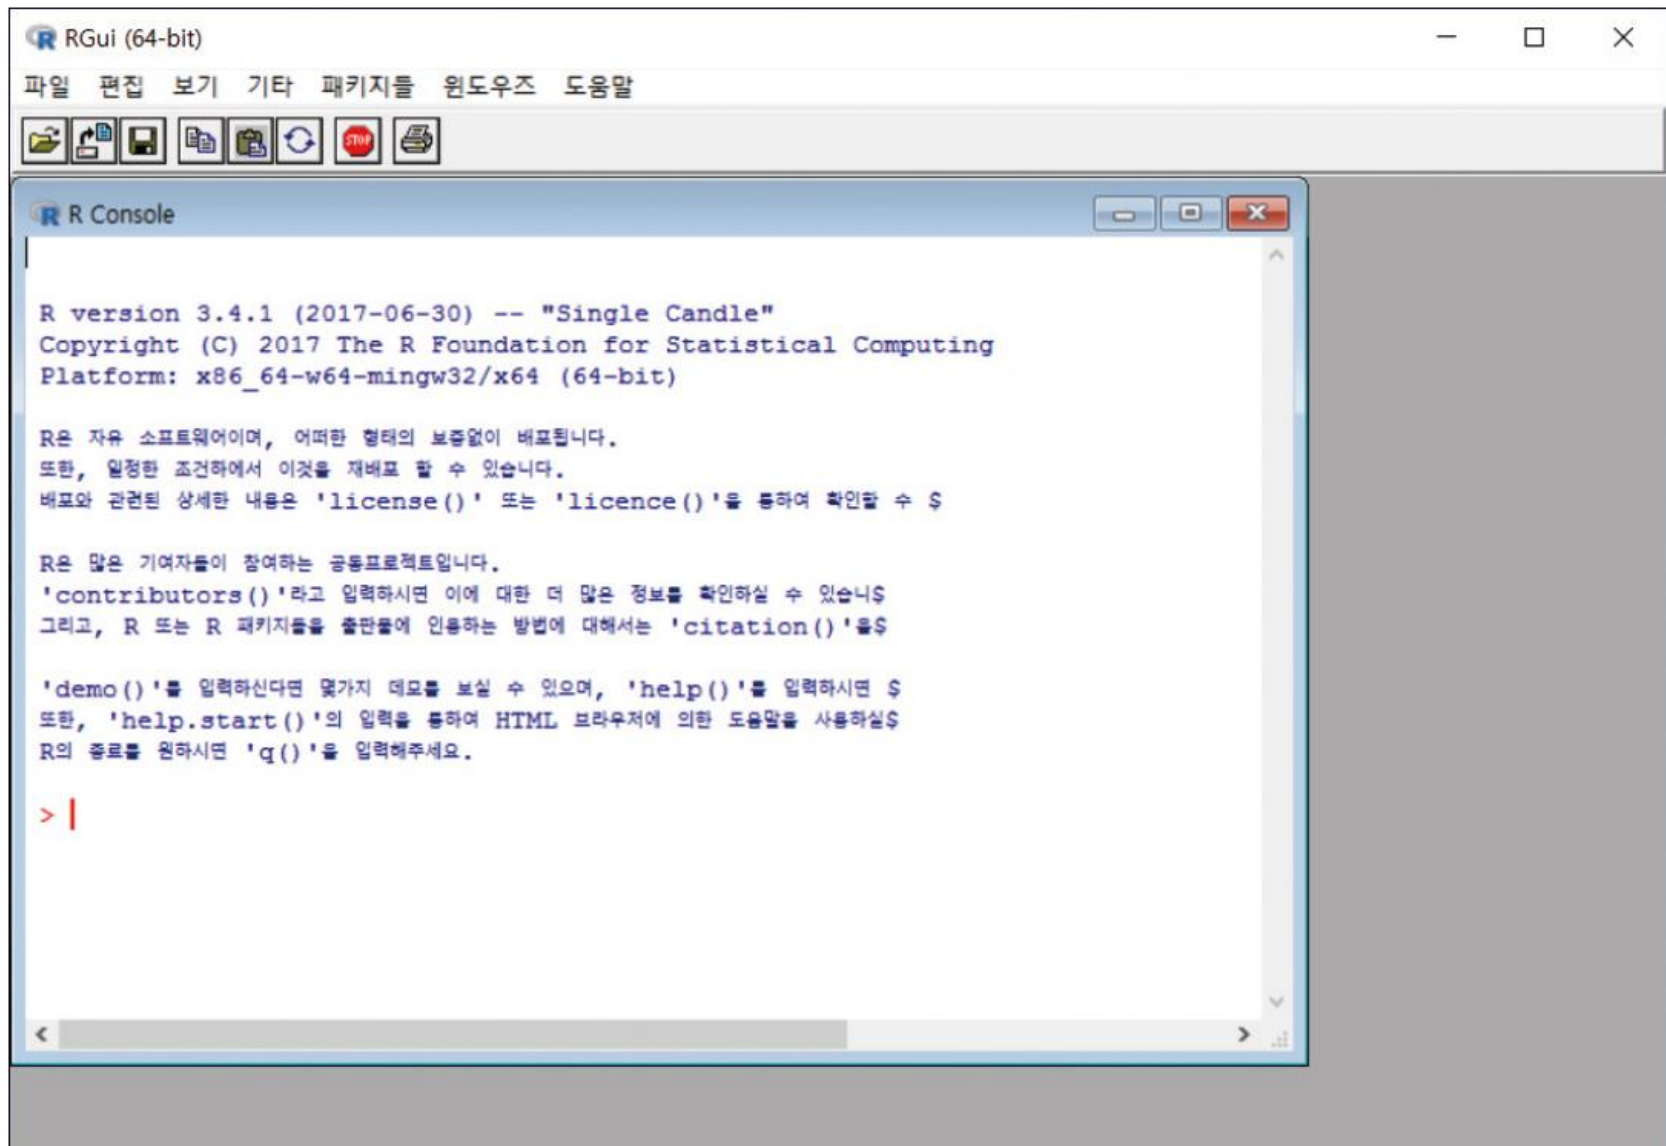 RGui (64-bit)
파일 편집 보기 기타 패키지들 윈도우즈 도움말
STOP
R Console
R version 3.4.1 (2017-06-30) -- "Single Candle"
Copyright (C) 2017 The R Foundation for Statistical Computing
Platform: x86_64-w64-mingw32/x64 (64-bit)
R은 자유 소프트웨어이며, 어떠한 형태의 보증없이 배포됩니다.
또한, 일정한 조건하에서 이것을 재배포 할 수 있습니다.
배포와 관련된 상세한 내용은 'license()' 또는 'licence()'을 통하여 확인할 수 $
R은 많은 기여자들이 참여하는 공동프로젝트입니다.
'contributors()'라고 입력하시면 이에 대한 더 많은 정보를 확인하실 수 있습니$
그리고, R 또는 R 패키지들을 출판물에 인용하는 방법에 대해서는 'citation()'을$
'demo()'를 입력하신다면 몇가지 데모를 보실 수 있으며, 'help()'를 입력하시면 $
또한, 'help.start()'의 입력을 통하여 HTML 브라우저에 의한 도움말을 사용하실$
R의 종료를 원하시면 'q()'을 입력해주세요.
>